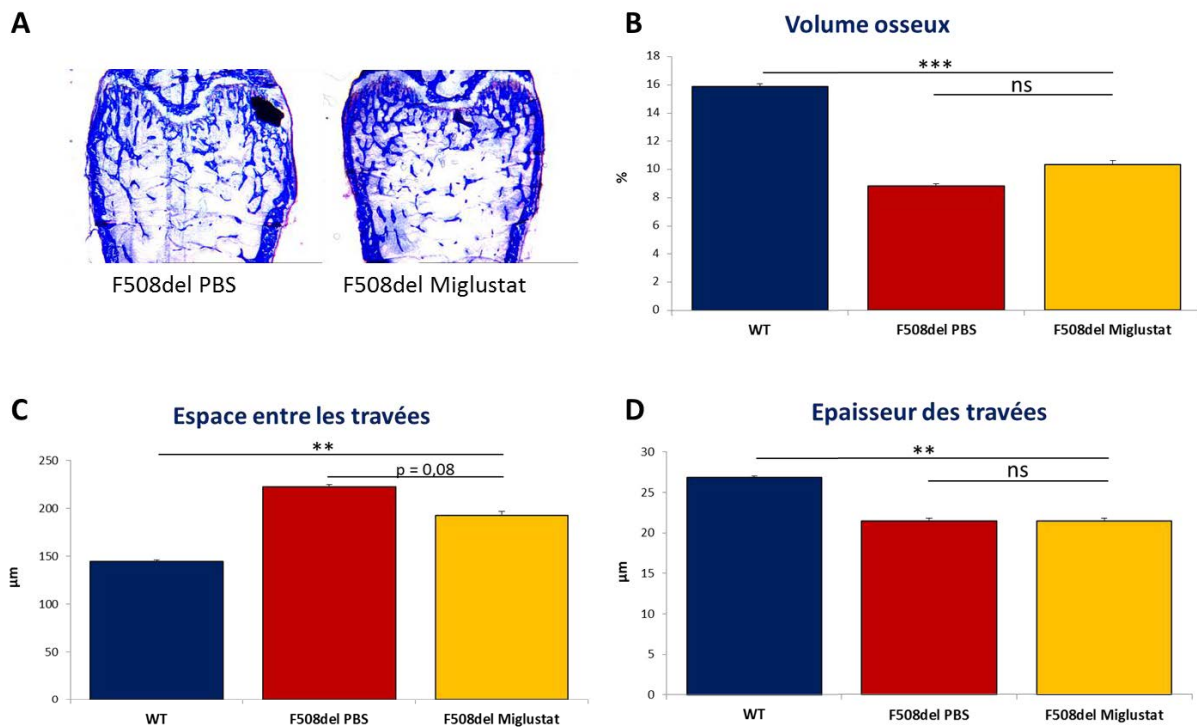 A
F508del PBS
F508del Miglustat
B
Volume osseux
***
ns
18
16
14
12
10
8
6
4
2
0
%
WT
F508del PBS
F508del Miglustat
C
Espace entre les travées
**
p = 0,08
250
200
150
100
50
0
µm
WT
F508del PBS
F508del Miglustat
D
Epaisseur des travées
**
ns
30
25
20
15
10
5
0
µm
WT
F508del PBS
F508del Miglustat